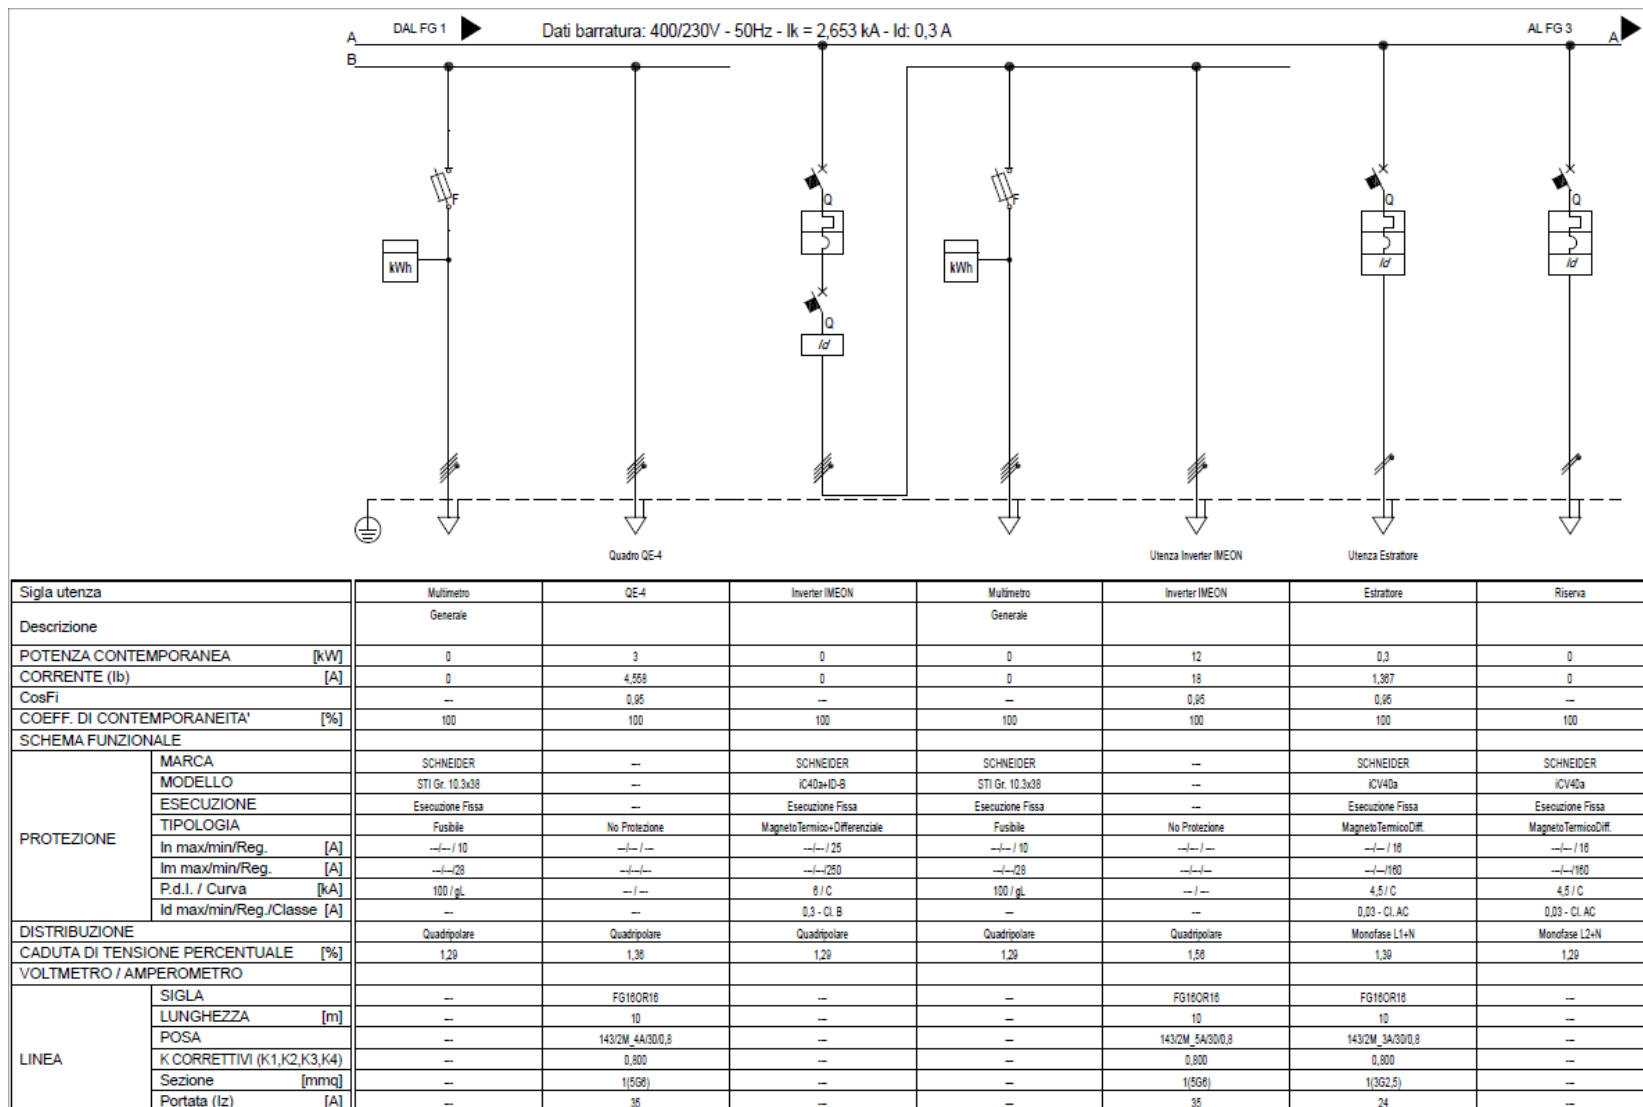 DAL FG 1
Dati barratura: 400/230V - 50Hz - Ik = 2,653 kA - Id: 0,3 A
AL FG 3
A
A
B
F
kWh
Q
Q
Id
F
kWh
Q
Id
Q
Id
Quadro QE-4
Utenza Inverter IMEON
Utenza Estrattore
Sigla utenza Multimetro QE-4 Inverter IMEON Multimetro Inverter IMEON Estrattore Riserva
Descrizione Generale Generale
POTENZA CONTEMPORANEA [kW] 0 3 0 0 12 0,3 0
CORRENTE (Ib) [A] 0 4,558 0 0 18 1,367 0
CosFi --- 0,95 --- --- 0,95 0,95 ---
COEFF. DI CONTEMPORANEITA' [%] 100 100 100 100 100 100 100
SCHEMA FUNZIONALE
PROTEZIONE
MARCA SCHNEIDER --- SCHNEIDER SCHNEIDER --- SCHNEIDER SCHNEIDER
MODELLO STI Gr. 10.3x38 --- iC40a+ID-B STI Gr. 10.3x38 --- iCV40a iCV40a
ESECUZIONE Esecuzione Fissa --- Esecuzione Fissa Esecuzione Fissa --- Esecuzione Fissa Esecuzione Fissa
TIPOLOGIA Fusibile No Protezione MagnetoTermico+Differenziale Fusibile No Protezione MagnetoTermicoDiff. MagnetoTermicoDiff.
In max/min/Reg. [A] ---/--- / 10 ---/--- / --- ---/--- / 25 ---/--- / 10 ---/--- / --- ---/--- / 16 ---/--- / 16
Im max/min/Reg. [A] ---/---/28 ---/---/--- ---/---/250 ---/---/28 ---/---/--- ---/---/160 ---/---/160
P.d.I. / Curva [kA] 100 / gL --- / --- 6 / C 100 / gL --- / --- 4,5 / C 4,5 / C
Id max/min/Reg./Classe [A] --- --- 0,3 - Cl. B --- --- 0,03 - Cl. AC 0,03 - Cl. AC
DISTRIBUZIONE Quadripolare Quadripolare Quadripolare Quadripolare Quadripolare Monofase L1+N Monofase L2+N
CADUTA DI TENSIONE PERCENTUALE [%] 1,29 1,36 1,29 1,29 1,56 1,39 1,29
VOLTMETRO / AMPEROMETRO
LINEA
SIGLA --- FG16OR16 --- --- FG16OR16 FG16OR16 ---
LUNGHEZZA [m] --- 10 --- --- 10 10 ---
POSA --- 143/2M_4A/30/0,8 --- --- 143/2M_5A/30/0,8 143/2M_3A/30/0,8 ---
K CORRETTIVI (K1,K2,K3,K4) --- 0,800 --- --- 0,800 0,800 ---
Sezione [mmq] --- 1(5G6) --- --- 1(5G6) 1(3G2,5) ---
Portata (Iz) [A] --- 35 --- --- 35 24 ---